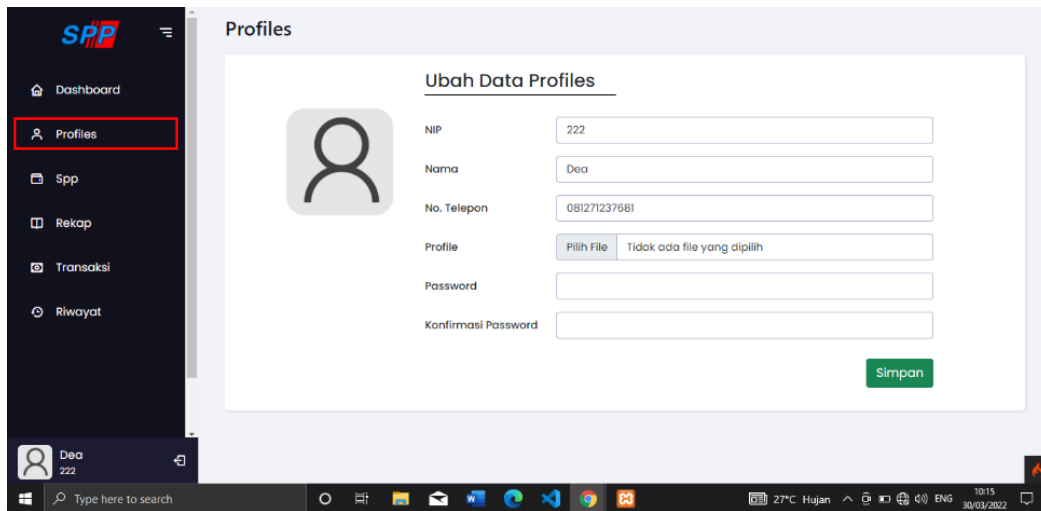 SPP
Profiles
Dashboard
Profiles
Spp
Rekap
Transaksi
Riwayat
Ubah Data Profiles
NIP 222
Nama Dea
No. Telepon 081271237681
Profile Pilih File Tidak ada file yang dipilih
Password
Konfirmasi Password
Simpan
Dea
222
Type here to search
27°C Hujan
ENG
10:15
30/03/2022